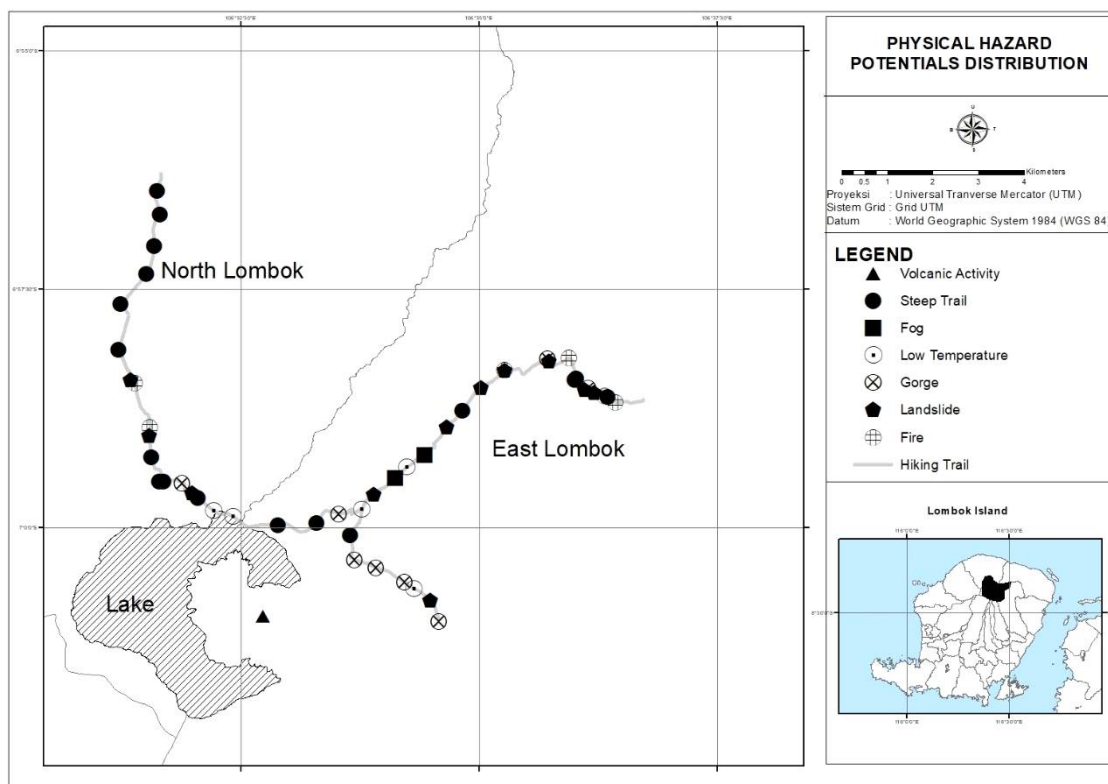 PHYSICAL HAZARD
POTENTIALS DISTRIBUTION
Kilometers
0 0.5 1 2 3 4
Proyeksi : Universal Tranverse Mercator (UTM)
Sistem Grid : Grid UTM
Datum : World Geographic System 1984 (WGS 84)
LEGEND
Volcanic Activity
Steep Trail
Fog
Low Temperature
Gorge
Landslide
Fire
Hiking Trail
Lombok Island
North Lombok
East Lombok
Lake